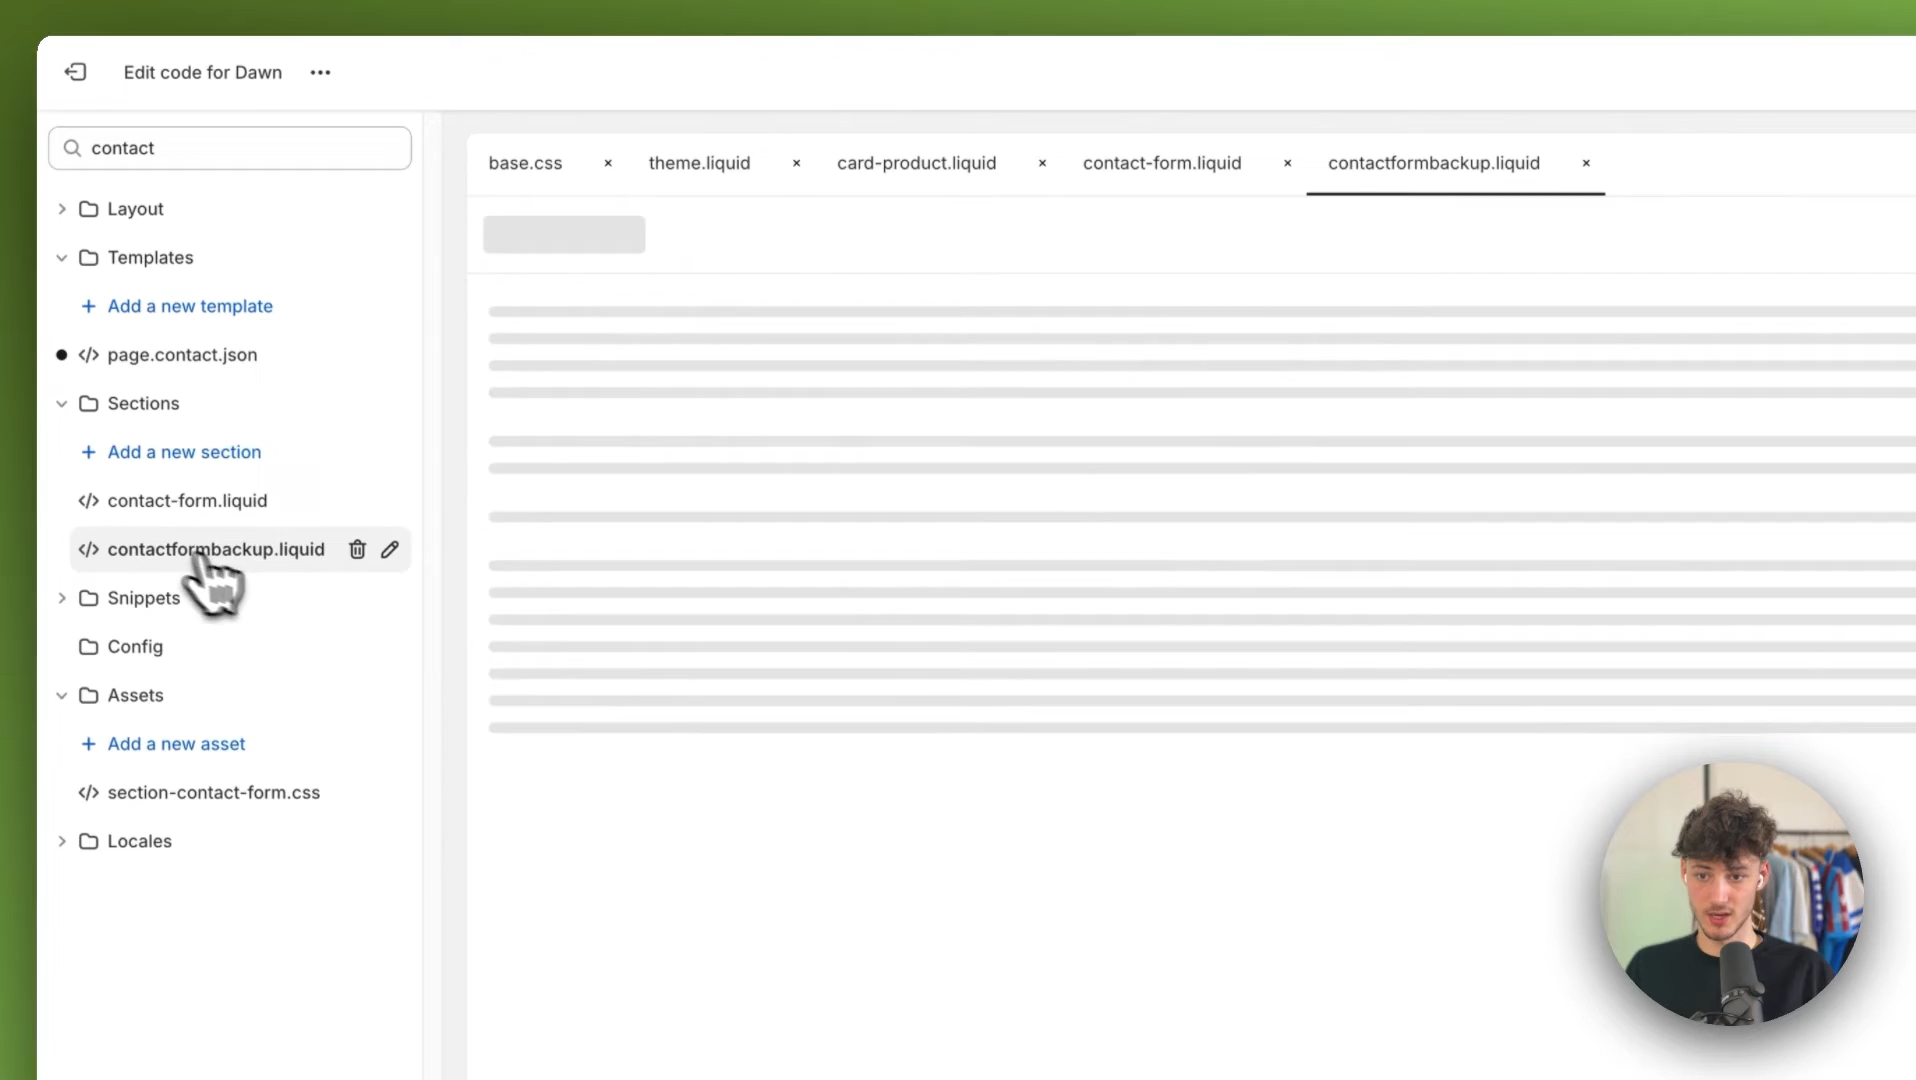 Edit code for Dawn
contact
base.css
theme.liquid
card-product.liquid
contact-form.liquid
contactformbackup.liquid
Layout
Templates
+ Add a new template
</> page.contact.json
Sections
+ Add a new section
</> contact-form.liquid
</> contactformbackup.liquid
Snippets
Config
Assets
+ Add a new asset
</> section-contact-form.css
Locales